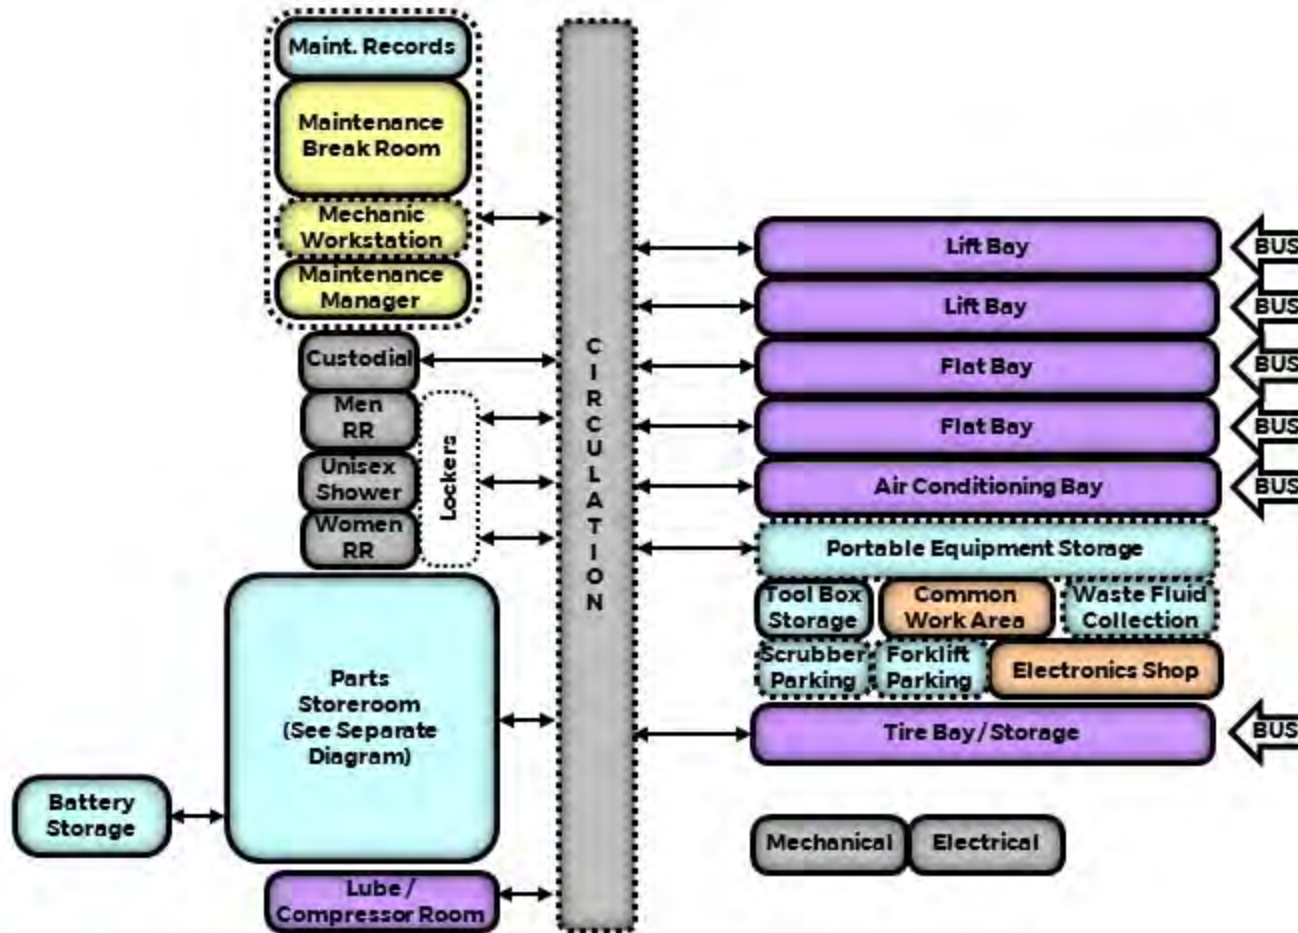 Maint. Records
Maintenance
Break Room
Mechanic
Workstation
Maintenance
Manager
Custodial
Men
RR
Unisex
Shower
Women
RR
Lockers
Parts
Storeroom
(See Separate
Diagram)
Battery
Storage
Lube /
Compressor Room
CIRCULATION
Lift Bay
BUS
Lift Bay
BUS
Flat Bay
BUS
Flat Bay
BUS
Air Conditioning Bay
BUS
Portable Equipment Storage
Tool Box
Storage
Common
Work Area
Waste Fluid
Collection
Scrubber
Parking
Forklift
Parking
Electronics Shop
Tire Bay / Storage
BUS
Mechanical
Electrical